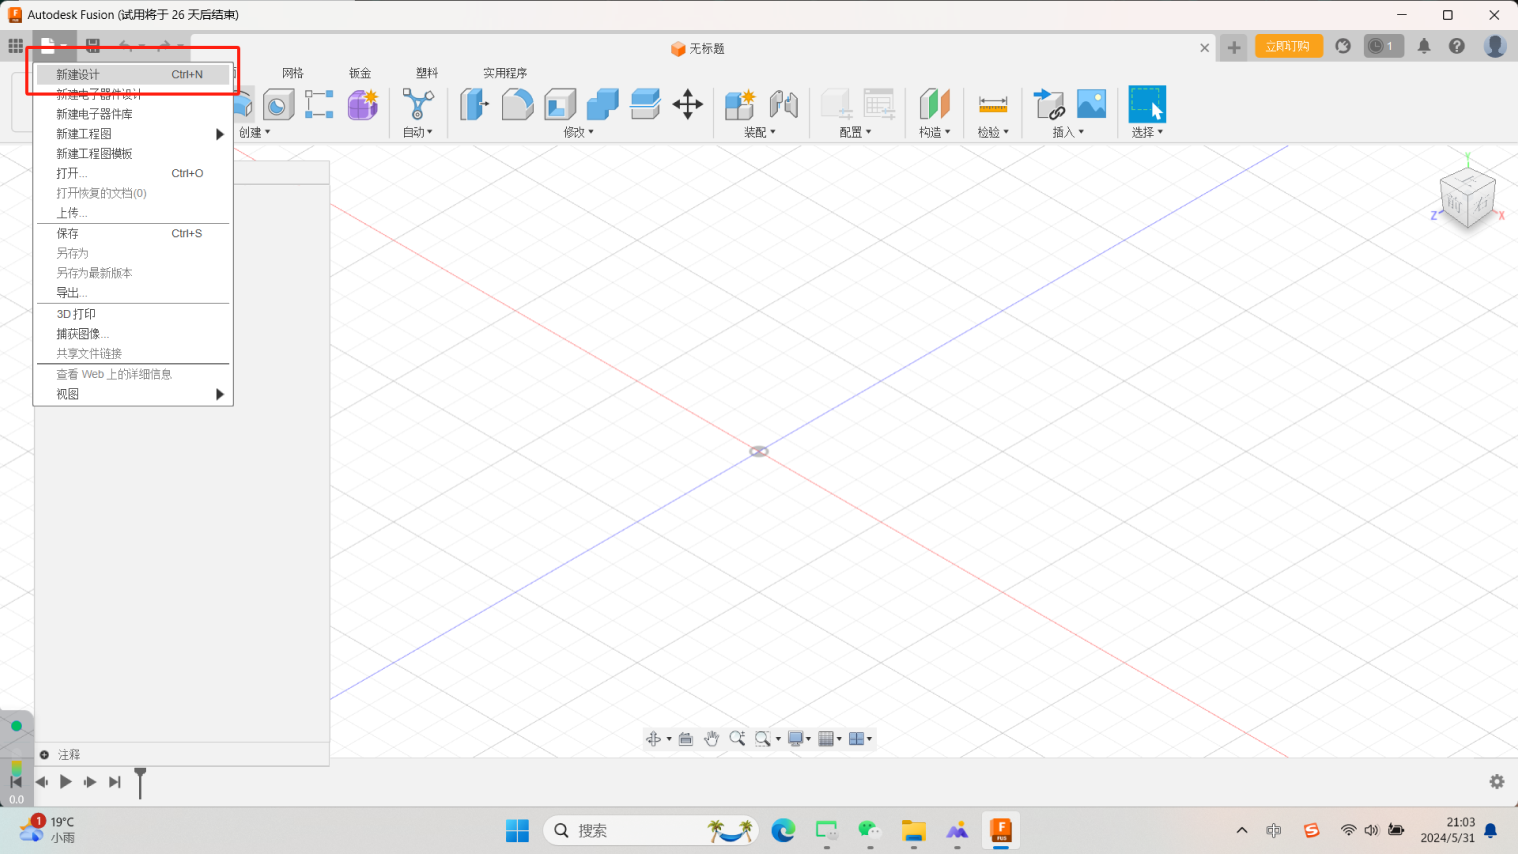 Autodesk Fusion (试用将于 26 天后结束)
无标题
立即订购
1
新建设计 Ctrl+N
新建电子器件设计
新建电子器件库
新建工程图
新建工程图模板
打开... Ctrl+O
打开恢复的文档(0)
上传...
保存 Ctrl+S
另存为
另存为最新版本
导出...
3D 打印
捕获图像...
共享文件链接
查看 Web 上的详细信息
视图
网格 钣金 塑料 实用程序
创建 自动 修改 装配 配置 构造 检验 插入 选择
Y
上
前 右
Z X
注释
0.0
1
19°C
小雨
搜索
F
FUS
中
21:03
2024/5/31